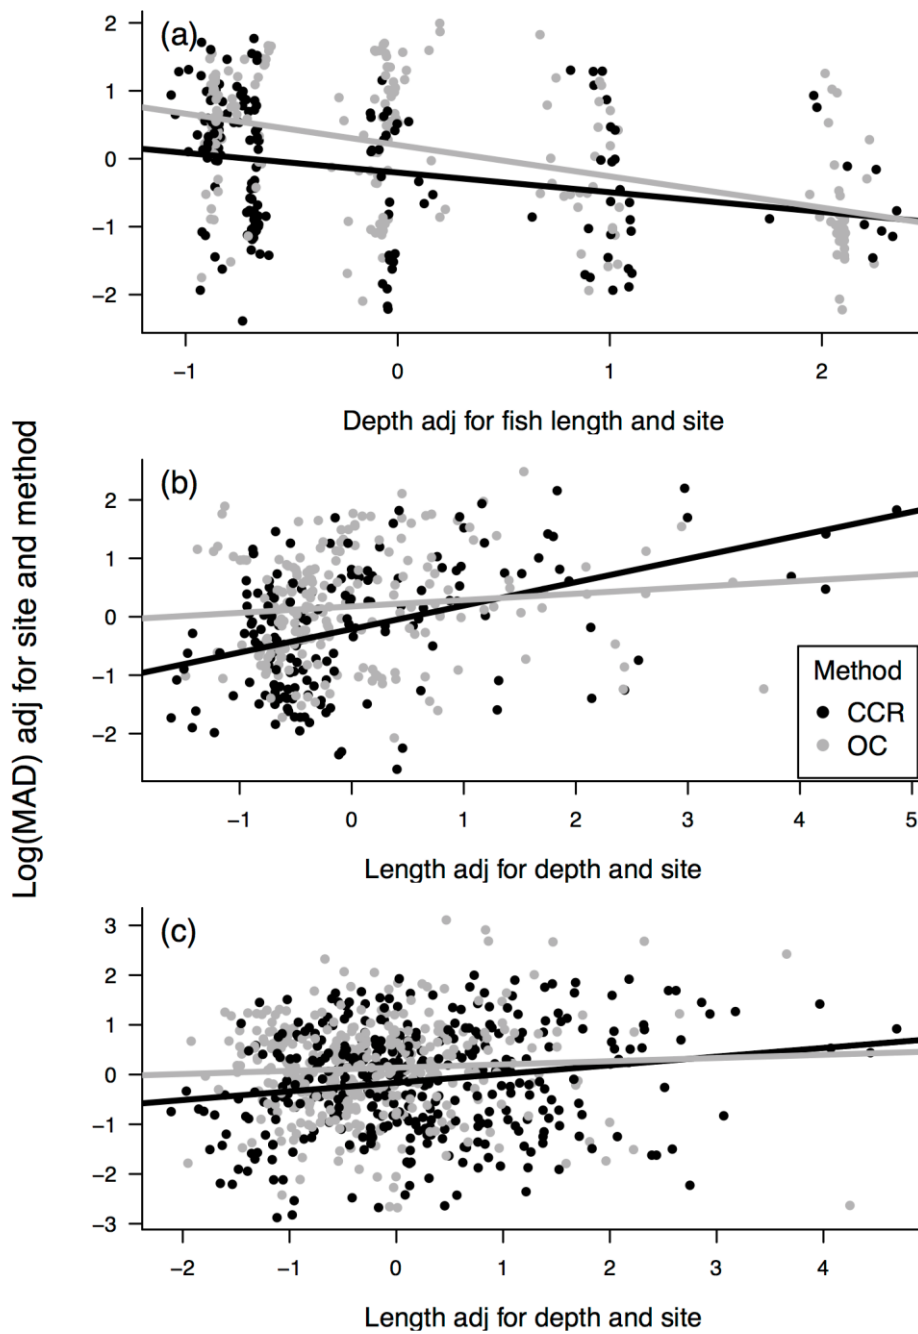 Log(MAD) adj for site and method
(a)
2
1
0
−1
−2
−1 0 1 2
Depth adj for fish length and site
(b)
2
1
0
−1
−2
Method
CCR
OC
−1 0 1 2 3 4 5
Length adj for depth and site
(c)
3
2
1
0
−1
−2
−3
−2 −1 0 1 2 3 4
Length adj for depth and site